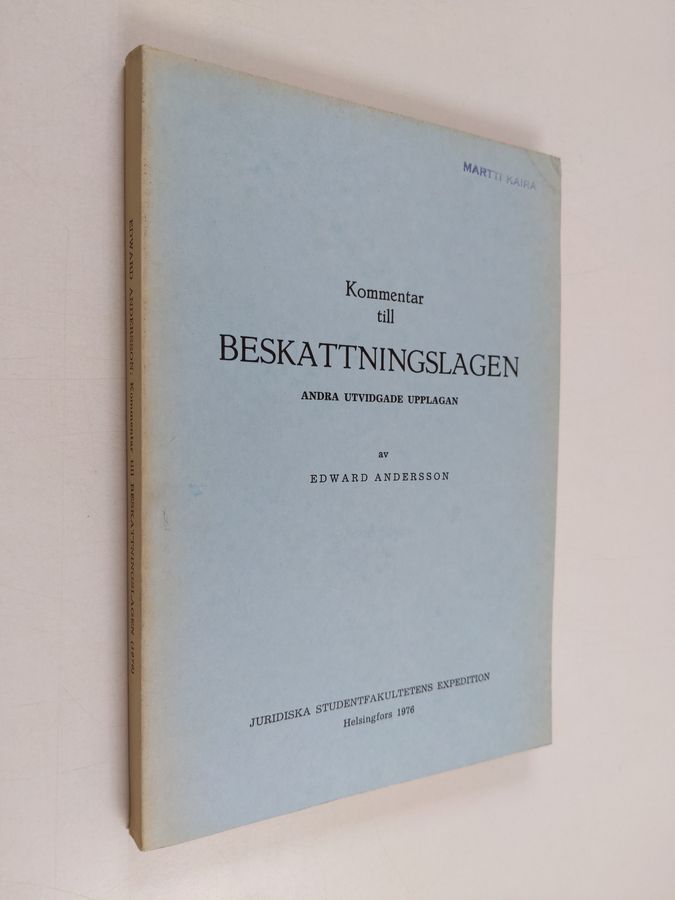 MARTTI KAIRA
Kommentar
till
BESKATTNINGSLAGEN
ANDRA UTVIDGADE UPPLAGAN
av
EDWARD ANDERSSON
JURIDISKA STUDENTFAKULTETENS EXPEDITION
Helsingfors 1976
EDWARD ANDERSSON: Kommentar till BESKATTNINGSLAGEN (1976)